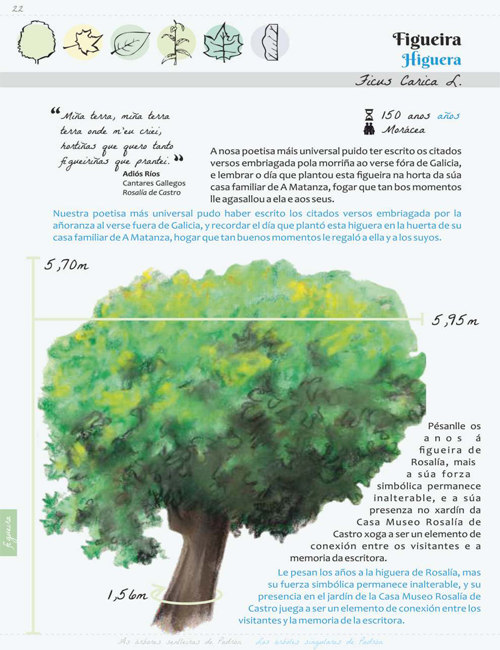 22
Figueira
Higuera
Ficus Carica L.
“Miña terra, miña terra
terra onde m'eu criei,
hortiñas que quero tanto
figueiriñas que prantei.”
Adiós Ríos
Cantares Gallegos
Rosalía de Castro
150 anos años
Morácea
A nosa poetisa máis universal puido ter escrito os citados
versos embriagada pola morriña ao verse fóra de Galicia,
e lembrar o día que plantou esta figueira na horta da súa
casa familiar de A Matanza, fogar que tan bos momentos
lle agasallou a ela e aos seus.
Nuestra poetisa más universal pudo haber escrito los citados versos embriagada por la
añoranza al verse fuera de Galicia, y recordar el día que plantó esta higuera en la huerta de su
casa familiar de A Matanza, hogar que tan buenos momentos le regaló a ella y a los suyos.
5,70m
5,95m
Pésanlle os
anos á
figueira de
Rosalía, mais
a súa forza
simbólica permanece
inalterable, e a súa
presenza no xardín da
Casa Museo Rosalía de
Castro xoga a ser un elemento de
conexión entre os visitantes e a
memoria da escritora.
1,56m
Le pesan los años a la higuera de Rosalía, mas
su fuerza simbólica permanece inalterable, y su
presencia en el jardín de la Casa Museo Rosalía de
Castro juega a ser un elemento de conexión entre los
visitantes y la memoria de la escritora.
figueira
As árbores senlleiras de Padrón Los árboles singulares de Padrón